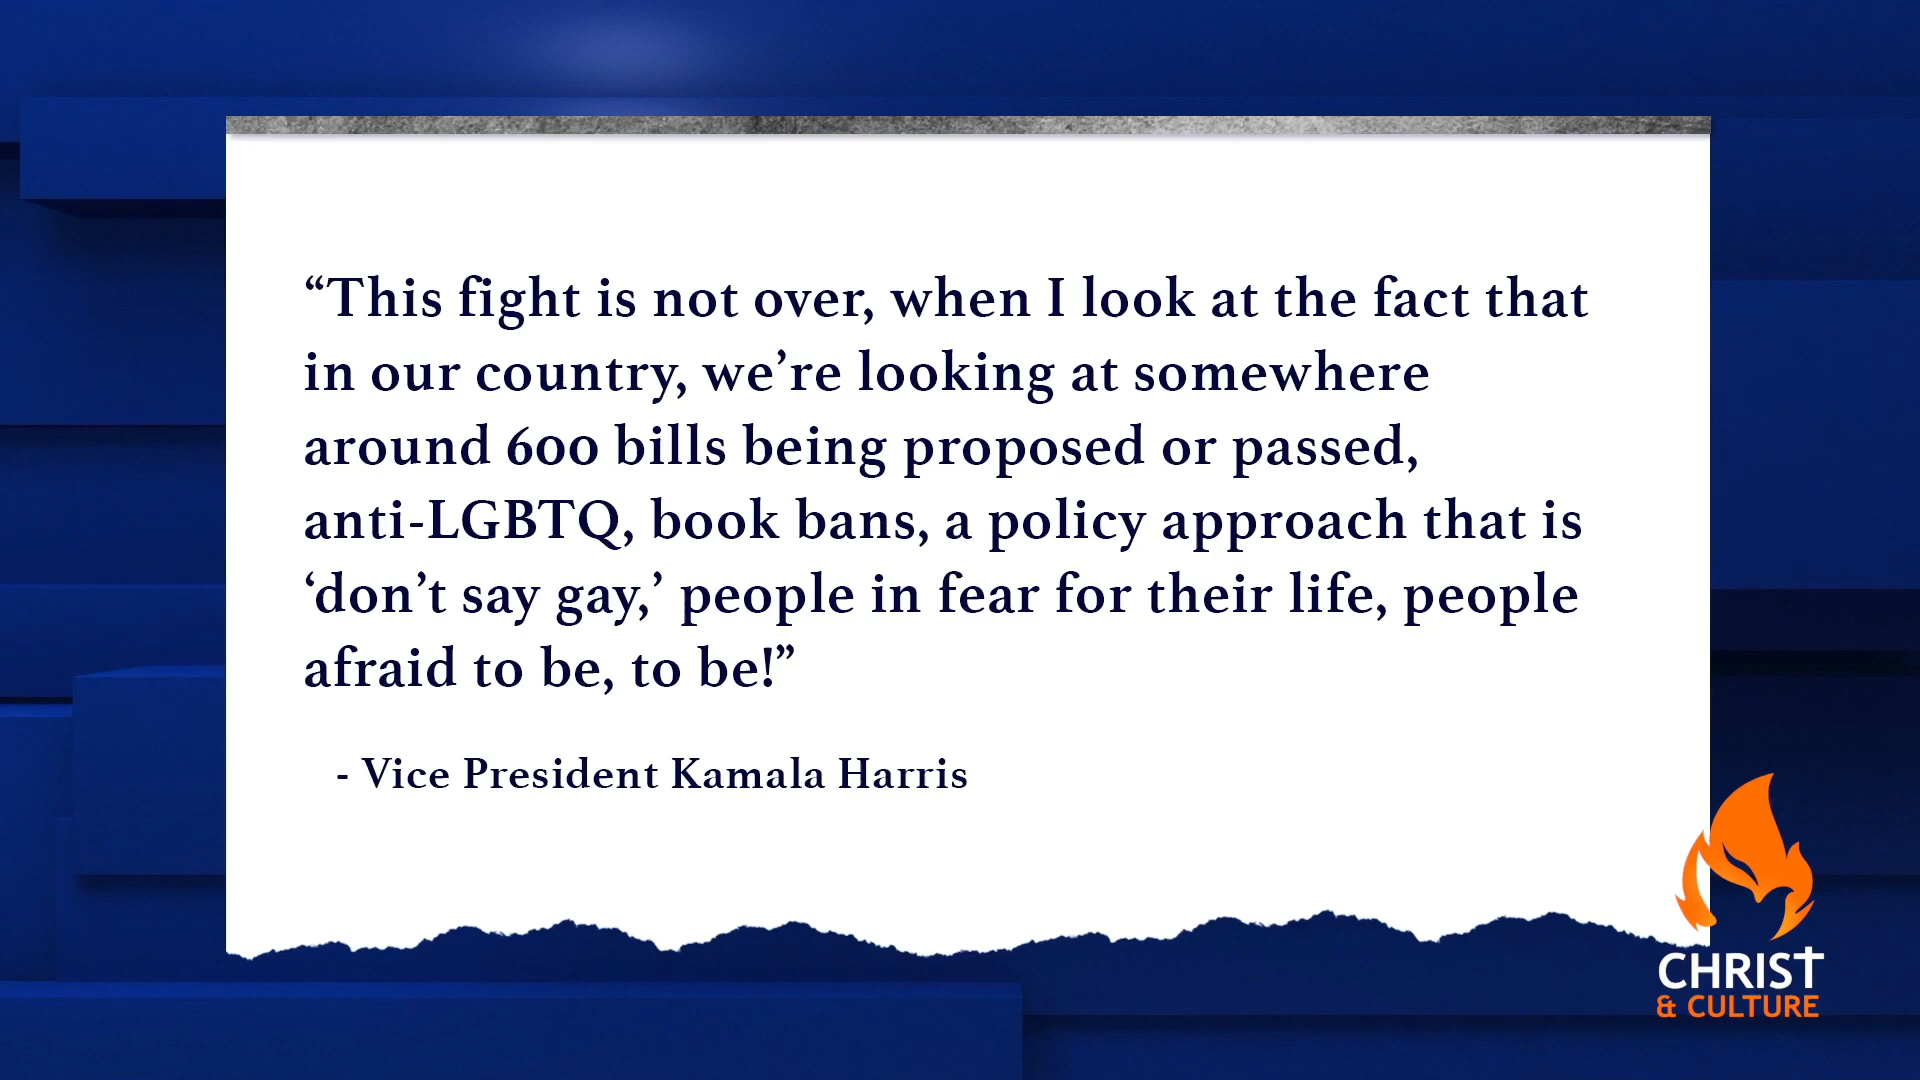 “This fight is not over, when I look at the fact that
in our country, we’re looking at somewhere
around 600 bills being proposed or passed,
anti-LGBTQ, book bans, a policy approach that is
‘don’t say gay,’ people in fear for their life, people
afraid to be, to be!”
- Vice President Kamala Harris
CHRIST
& CULTURE